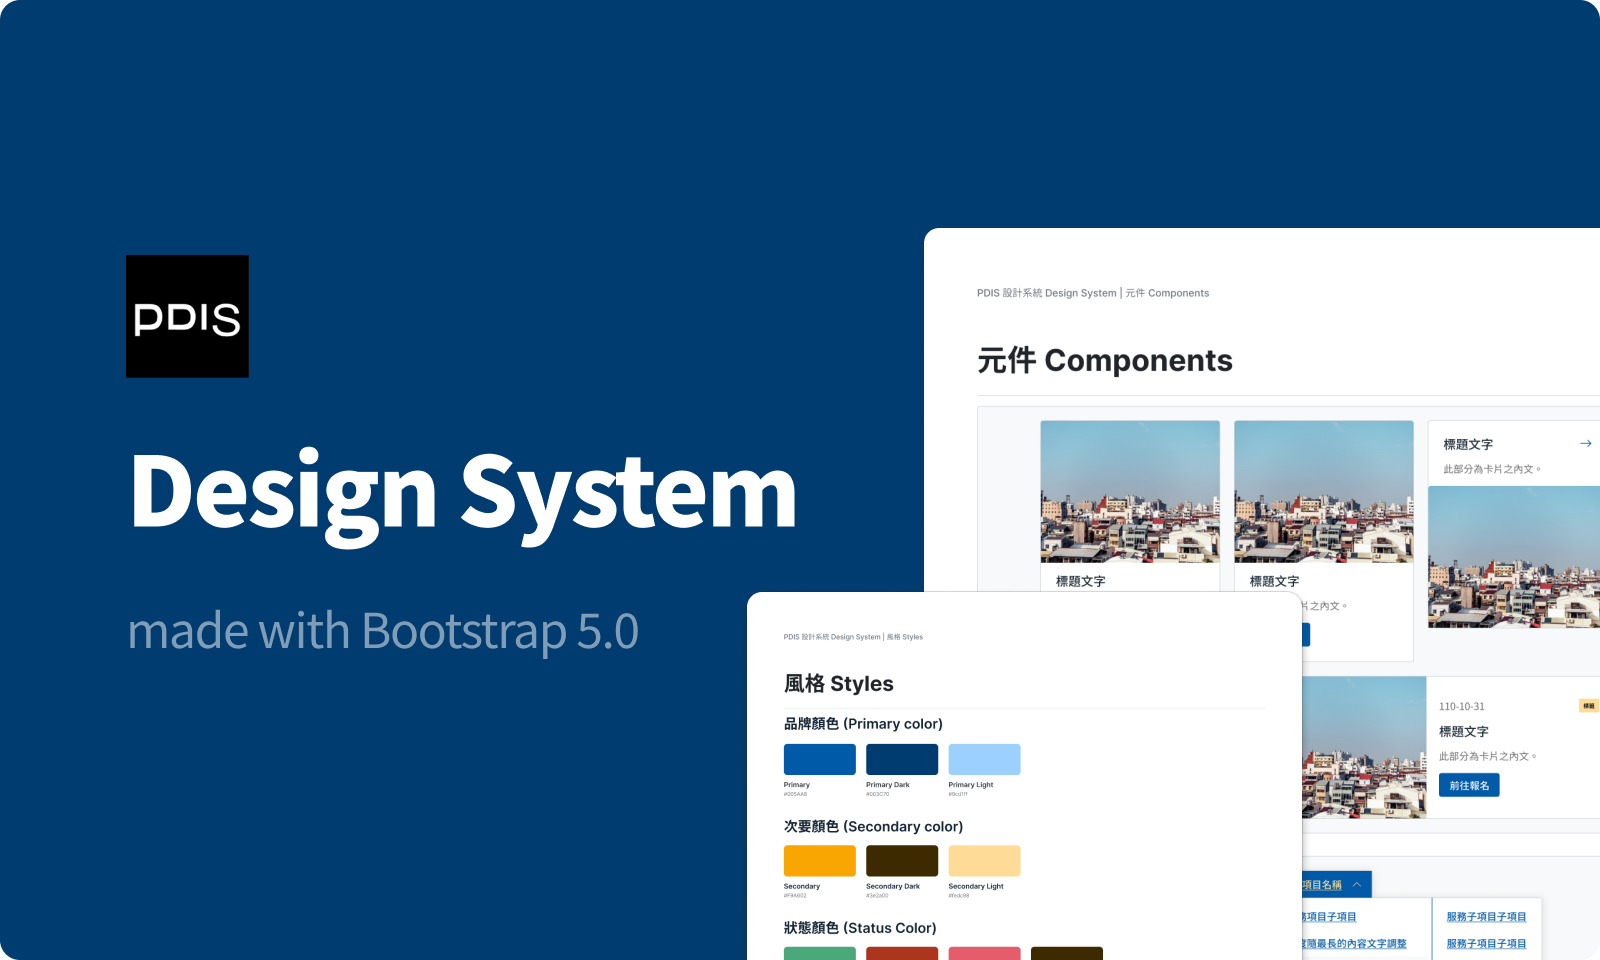 PDIS
Design System
made with Bootstrap 5.0
PDIS 設計系統 Design System | 元件 Components
元件 Components
標題文字
標題文字
片之內文。
標題文字
此部分為卡片之內文。
110-10-31
標籤
標題文字
此部分為卡片之內文。
前往報名
項目名稱
務項目子項目
服務子項目子項目
度隨最長的內容文字調整
服務子項目子項目
PDIS 設計系統 Design System | 風格 Styles
風格 Styles
品牌顏色 (Primary color)
Primary
#005AA8
Primary Dark
#003C70
Primary Light
#9cd1ff
次要顏色 (Secondary color)
Secondary
#F9A602
Secondary Dark
#3e2a00
Secondary Light
#fedc98
狀態顏色 (Status Color)